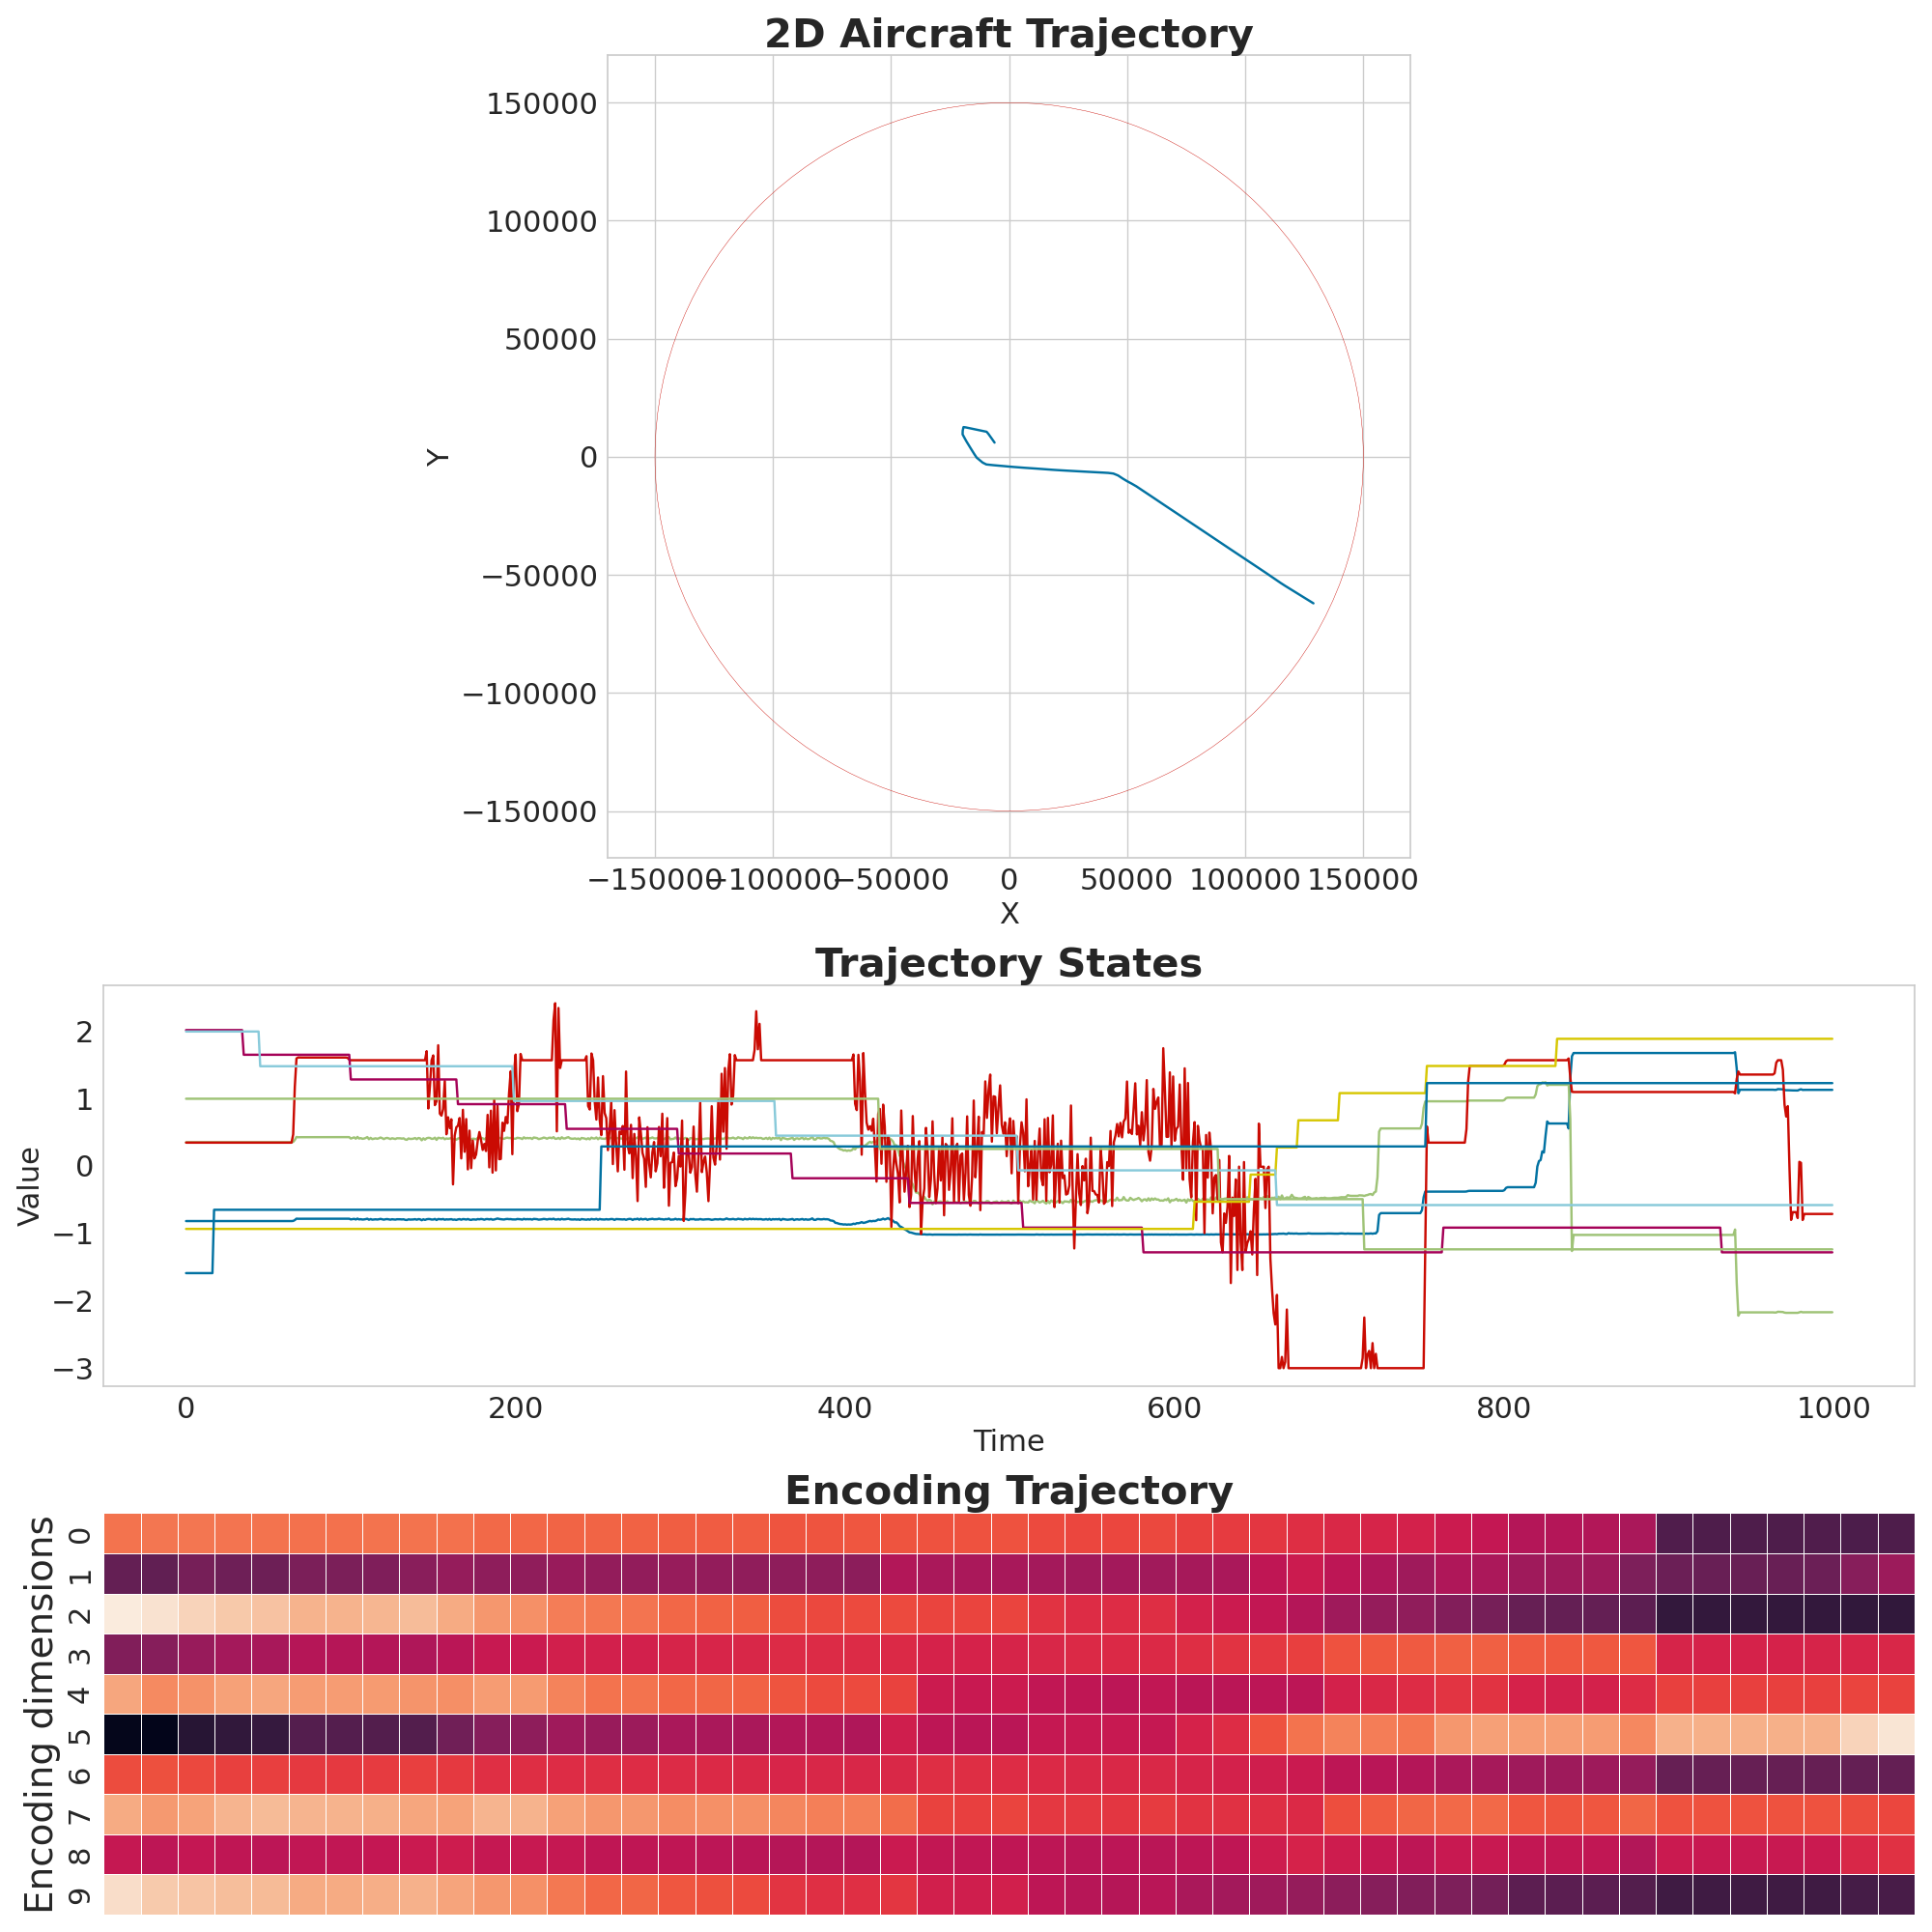 2D Aircraft Trajectory
150000
100000
50000
0
−50000
−100000
−150000
Y
−150000 −100000 −50000 0 50000 100000 150000
X
Trajectory States
2
1
0
−1
−2
−3
Value
0 200 400 600 800 1000
Time
Encoding Trajectory
0
1
2
3
4
5
6
7
8
9
Encoding dimensions